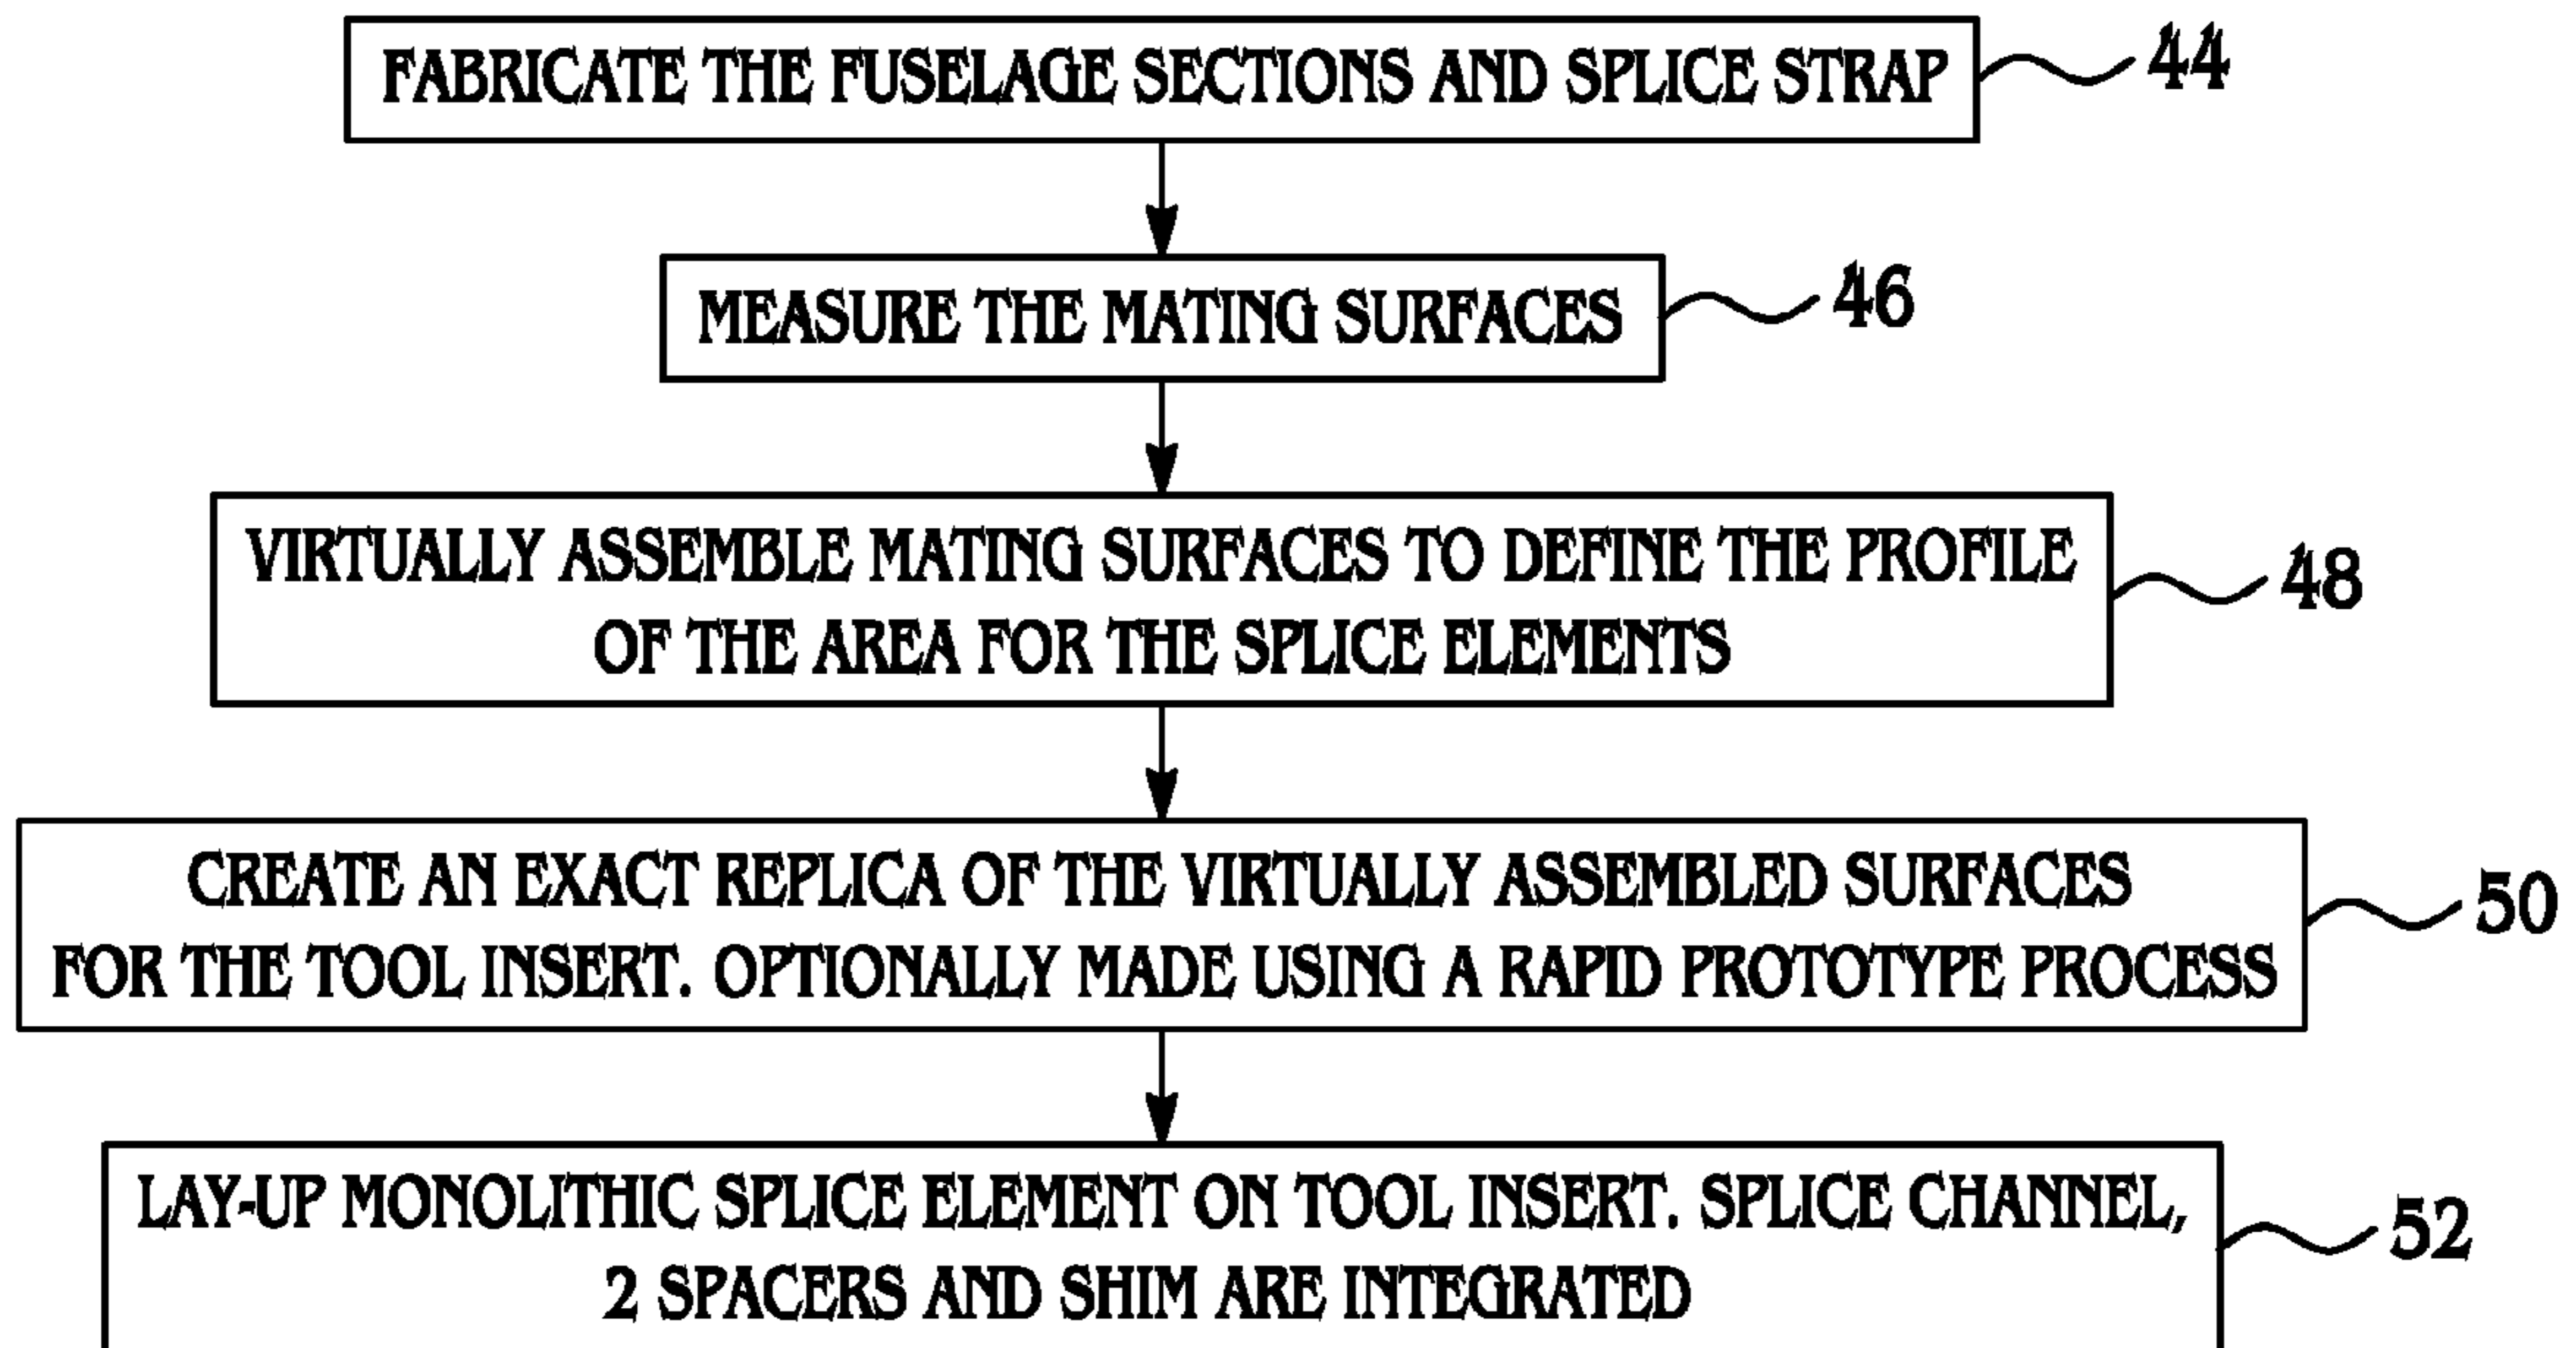 FABRICATE THE FUSELAGE SECTIONS AND SPLICE STRAP
44
MEASURE THE MATING SURFACES
46
VIRTUALLY ASSEMBLE MATING SURFACES TO DEFINE THE PROFILE
OF THE AREA FOR THE SPLICE ELEMENTS
48
CREATE AN EXACT REPLICA OF THE VIRTUALLY ASSEMBLED SURFACES
FOR THE TOOL INSERT. OPTIONALLY MADE USING A RAPID PROTOTYPE PROCESS
50
LAY-UP MONOLITHIC SPLICE ELEMENT ON TOOL INSERT. SPLICE CHANNEL,
2 SPACERS AND SHIM ARE INTEGRATED
52